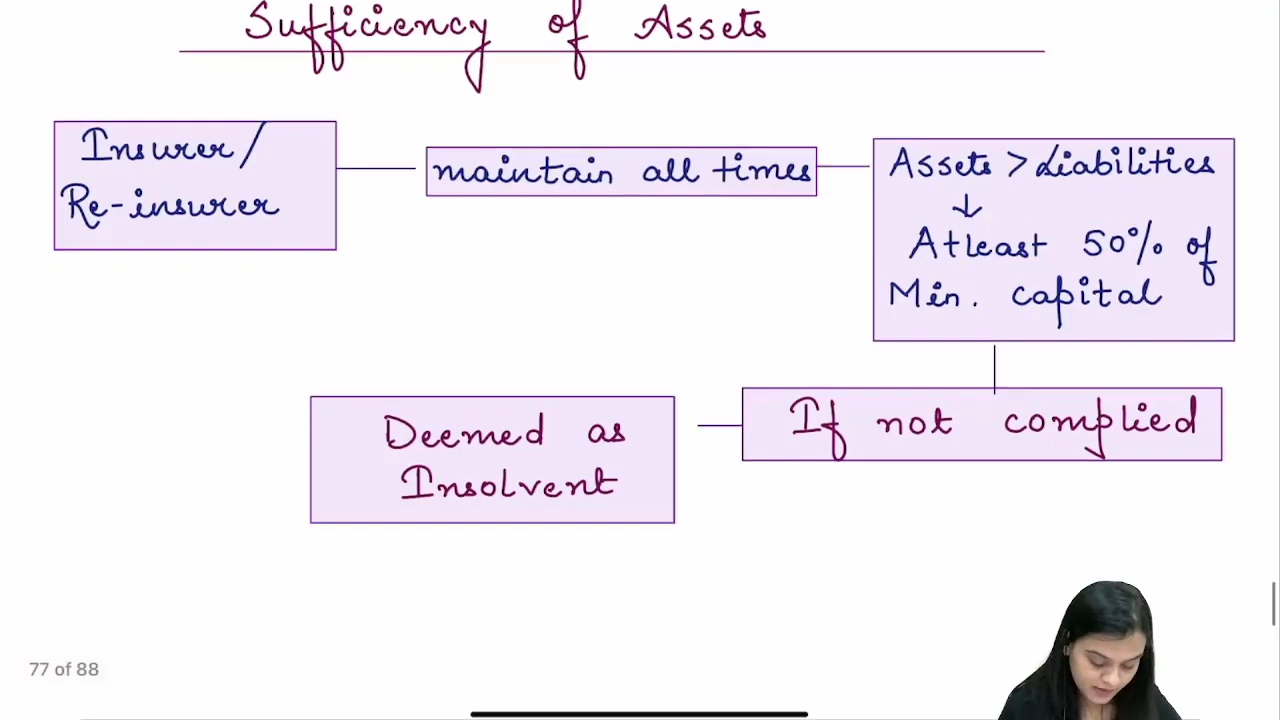 Sufficiency of Assets
Insurer/
Re-insurer
maintain all times
Assets > Liabilities
↓
Atleast 50% of
Min. capital
If not complied
Deemed as
Insolvent
77 of 88